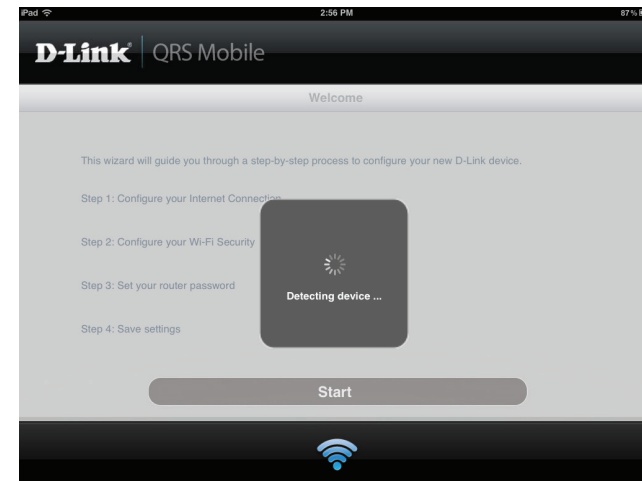 iPad 2:56 PM 87%
D-Link QRS Mobile
Welcome
This wizard will guide you through a step-by-step process to configure your new D-Link device.
Step 1: Configure your Internet Connection
Step 2: Configure your Wi-Fi Security
Detecting device ...
Step 3: Set your router password
Step 4: Save settings
Start